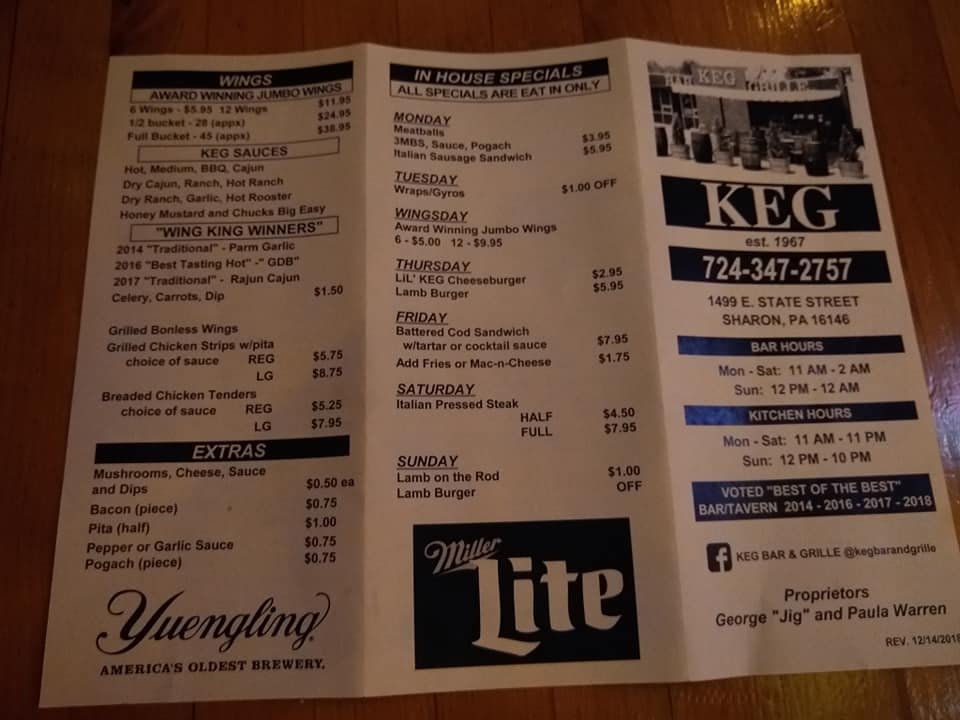 WINGS
AWARD WINNING JUMBO WINGS
6 Wings - $5.95 12 Wings $11.95
1/2 bucket - 28 (appx) $24.95
Full Bucket - 45 (appx) $38.95
KEG SAUCES
Hot, Medium, BBQ, Cajun
Dry Cajun, Ranch, Hot Ranch
Dry Ranch, Garlic, Hot Rooster
Honey Mustard and Chucks Big Easy
"WING KING WINNERS"
2014 "Traditional" - Parm Garlic
2016 "Best Tasting Hot" -" GDB"
2017 "Traditional" - Rajun Cajun
Celery, Carrots, Dip $1.50
Grilled Bonless Wings
Grilled Chicken Strips w/pita
choice of sauce REG $5.75
LG $8.75
Breaded Chicken Tenders
choice of sauce REG $5.25
LG $7.95
EXTRAS
Mushrooms, Cheese, Sauce
and Dips $0.50 ea
Bacon (piece) $0.75
Pita (half) $1.00
Pepper or Garlic Sauce $0.75
Pogach (piece) $0.75
Yuengling®
AMERICA'S OLDEST BREWERY.
IN HOUSE SPECIALS
ALL SPECIALS ARE EAT IN ONLY
MONDAY
Meatballs
3MBS, Sauce, Pogach $3.95
Italian Sausage Sandwich $5.95
TUESDAY
Wraps/Gyros $1.00 OFF
WINGSDAY
Award Winning Jumbo Wings
6 - $5.00 12 - $9.95
THURSDAY
LiL' KEG Cheeseburger $2.95
Lamb Burger $5.95
FRIDAY
Battered Cod Sandwich
w/tartar or cocktail sauce $7.95
Add Fries or Mac-n-Cheese $1.75
SATURDAY
Italian Pressed Steak
HALF $4.50
FULL $7.95
SUNDAY
Lamb on the Rod $1.00
Lamb Burger OFF
Miller
Lite
BAR KEG GRILLE
KEG
est. 1967
724-347-2757
1499 E. STATE STREET
SHARON, PA 16146
BAR HOURS
Mon - Sat: 11 AM - 2 AM
Sun: 12 PM - 12 AM
KITCHEN HOURS
Mon - Sat: 11 AM - 11 PM
Sun: 12 PM - 10 PM
VOTED "BEST OF THE BEST"
BAR/TAVERN 2014 - 2016 - 2017 - 2018
f KEG BAR & GRILLE @kegbarandgrille
Proprietors
George "Jig" and Paula Warren
REV. 12/14/2018